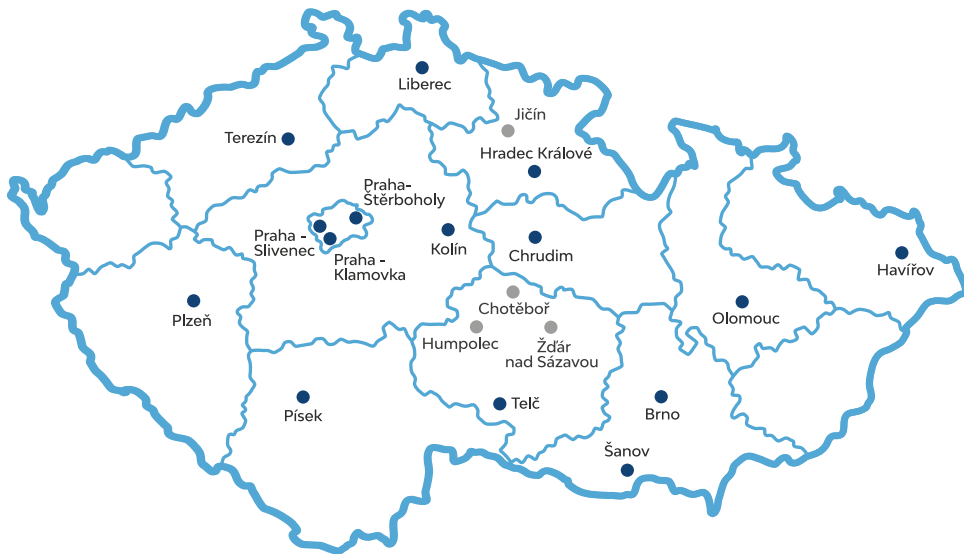 Liberec
Jičín
Terezín
Hradec Králové
Praha-
Štěrboholy
Praha -
Slivenec
Praha -
Klamovka
Kolín
Chrudim
Havířov
Plzeň
Chotěboř
Olomouc
Humpolec
Žďár
nad Sázavou
Písek
Telč
Brno
Šanov